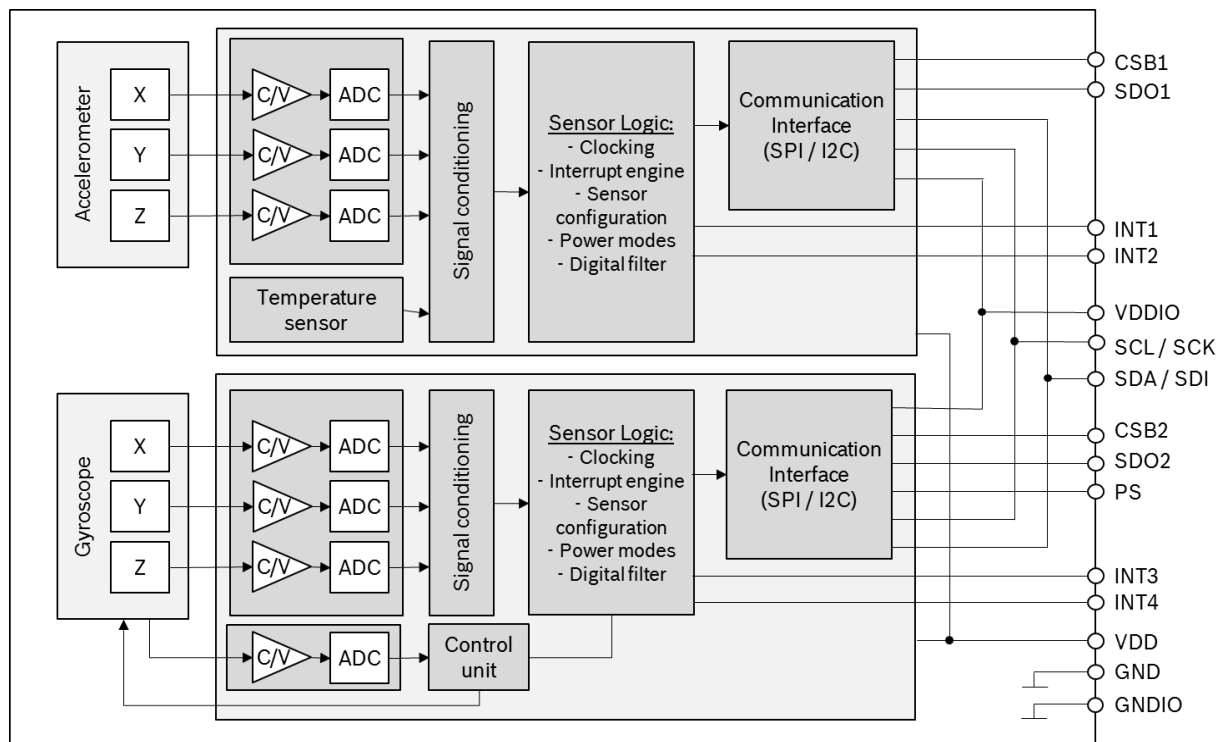 Accelerometer
X
C/V
ADC
Y
C/V
ADC
Z
C/V
ADC
Temperature
sensor
Signal conditioning
Sensor Logic:
- Clocking
- Interrupt engine
- Sensor
configuration
- Power modes
- Digital filter
Communication
Interface
(SPI / I2C)
CSB1
SDO1
INT1
INT2
VDDIO
SCL / SCK
SDA / SDI
Gyroscope
X
C/V
ADC
Y
C/V
ADC
Z
C/V
ADC
C/V
ADC
Signal conditioning
Control
unit
Sensor Logic:
- Clocking
- Interrupt engine
- Sensor
configuration
- Power modes
- Digital filter
Communication
Interface
(SPI / I2C)
CSB2
SDO2
PS
INT3
INT4
VDD
GND
GNDIO